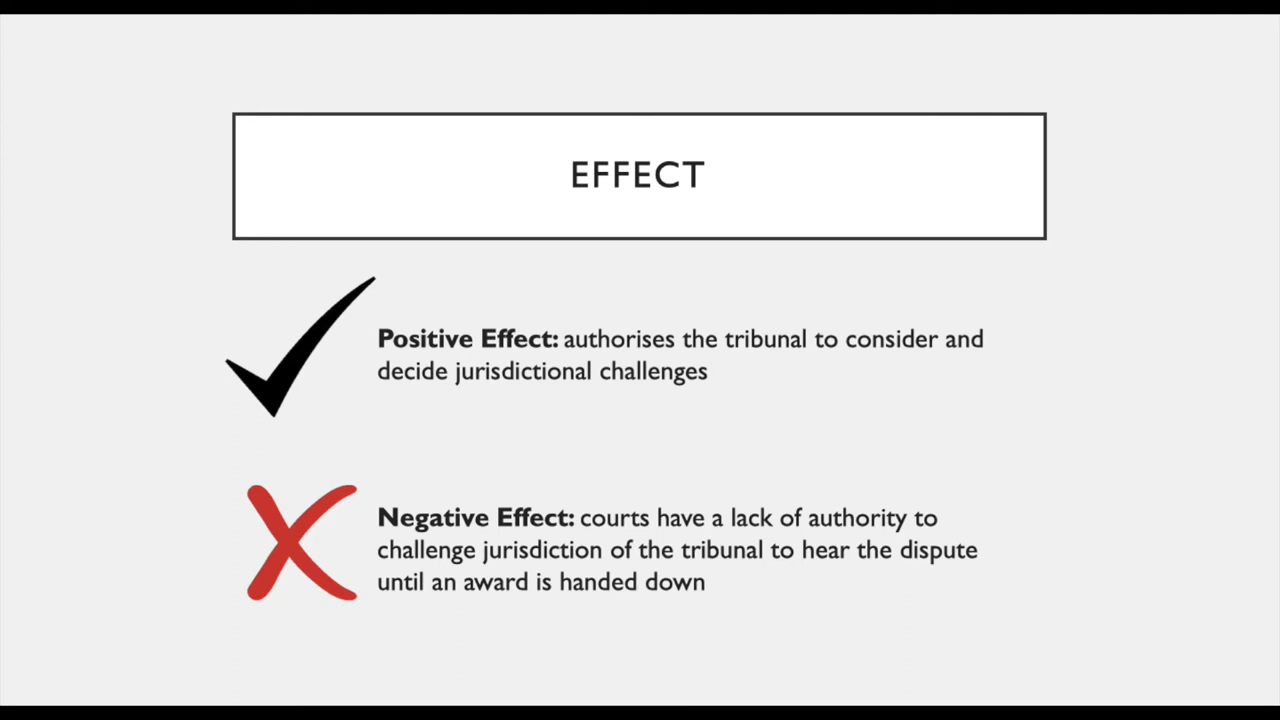 EFFECT
Positive Effect: authorises the tribunal to consider and
decide jurisdictional challenges
Negative Effect: courts have a lack of authority to
challenge jurisdiction of the tribunal to hear the dispute
until an award is handed down